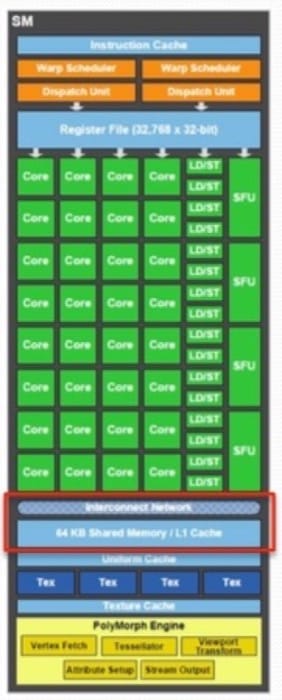 SM
Instruction Cache
Warp Scheduler Warp Scheduler
Dispatch Unit Dispatch Unit
Register File (32,768 x 32-bit)
Core Core Core Core LD/ST
LD/ST
SFU
Core Core Core Core LD/ST
LD/ST
Core Core Core Core LD/ST
LD/ST
SFU
Core Core Core Core LD/ST
LD/ST
Core Core Core Core LD/ST
LD/ST
SFU
Core Core Core Core LD/ST
LD/ST
Core Core Core Core LD/ST
LD/ST
SFU
Core Core Core Core LD/ST
LD/ST
Interconnect Network
64 KB Shared Memory / L1 Cache
Uniform Cache
Tex Tex Tex Tex
Texture Cache
PolyMorph Engine
Vertex Fetch Tessellator Viewport Transform
Attribute Setup Stream Output